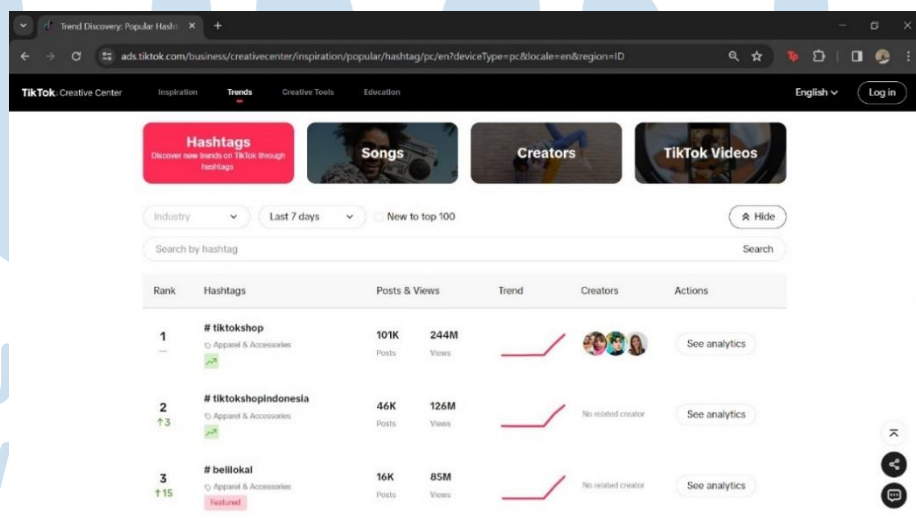 Trend Discovery: Popular Hasht
ads.tiktok.com/business/creativecenter/inspiration/popular/hashtag/pc/en?deviceType=pc&locale=en&region=ID
TikTok: Creative Center Inspiration Trends Creative Tools Education English Log in
Hashtags
Discover new trends on TikTok through
hashtags
Songs
Creators
TikTok Videos
Industry Last 7 days New to top 100 Hide
Search by hashtag Search
Rank Hashtags Posts & Views Trend Creators Actions
1 # tiktokshop 101K 244M See analytics
Apparel & Accessories Posts Views
2 # tiktokshopindonesia 46K 126M No related creator See analytics
3 Apparel & Accessories Posts Views
3 # belilokal 16K 85M No related creator See analytics
15 Apparel & Accessories Posts Views
Featured